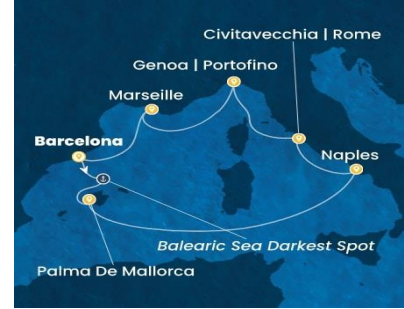 Civitavecchia | Rome
Genoa | Portofino
Marseille
Barcelona
Naples
Balearic Sea Darkest Spot
Palma De Mallorca